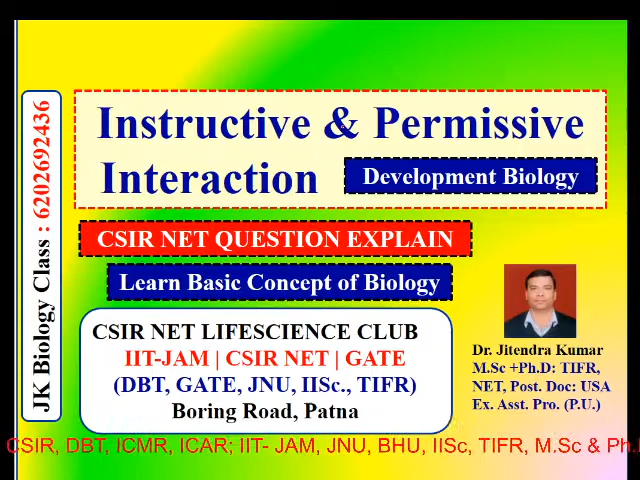 JK Biology Class : 6202692436
Instructive & Permissive
Interaction
Development Biology
CSIR NET QUESTION EXPLAIN
Learn Basic Concept of Biology
CSIR NET LIFESCIENCE CLUB
IIT-JAM | CSIR NET | GATE
(DBT, GATE, JNU, IISc., TIFR)
Boring Road, Patna
Dr. Jitendra Kumar
M.Sc +Ph.D: TIFR,
NET, Post. Doc: USA
Ex. Asst. Pro. (P.U.)
CSIR, DBT, ICMR, ICAR; IIT- JAM, JNU, BHU, IISc, TIFR, M.Sc & Ph.